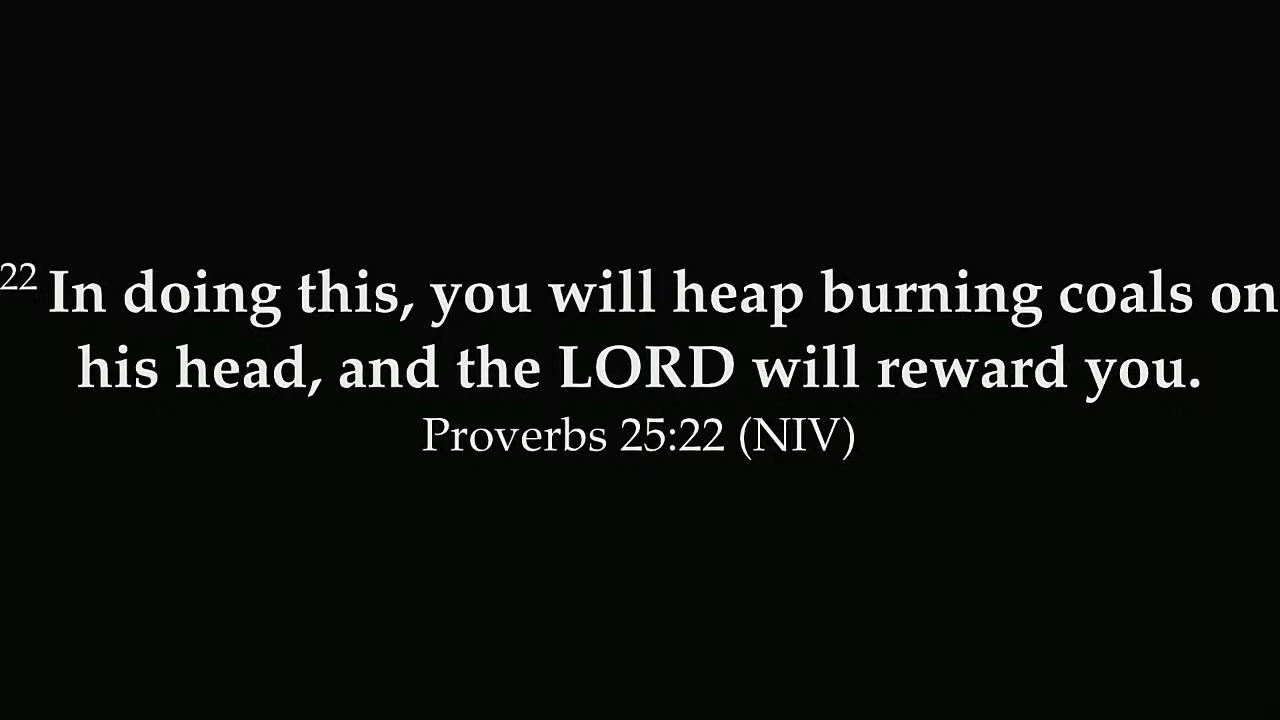 22 In doing this, you will heap burning coals on
his head, and the LORD will reward you.
Proverbs 25:22 (NIV)